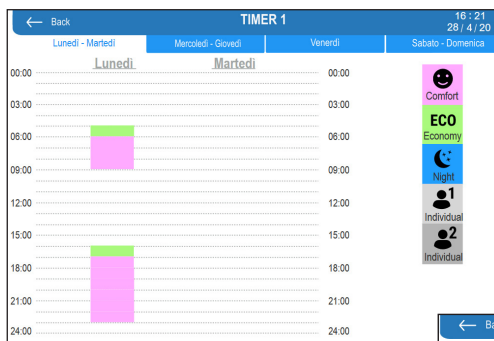 ← Back TIMER 1 16 : 21
28 / 4 / 20
Lunedì - Martedì Mercoledì - Giovedì Venerdì Sabato - Domenica
Lunedì Martedì
00:00 00:00
Comfort
03:00 03:00
ECO
Economy
06:00 06:00
Night
09:00 09:00
1
Individual
12:00 12:00
2
Individual
15:00 15:00
18:00 18:00
21:00 21:00
24:00 24:00